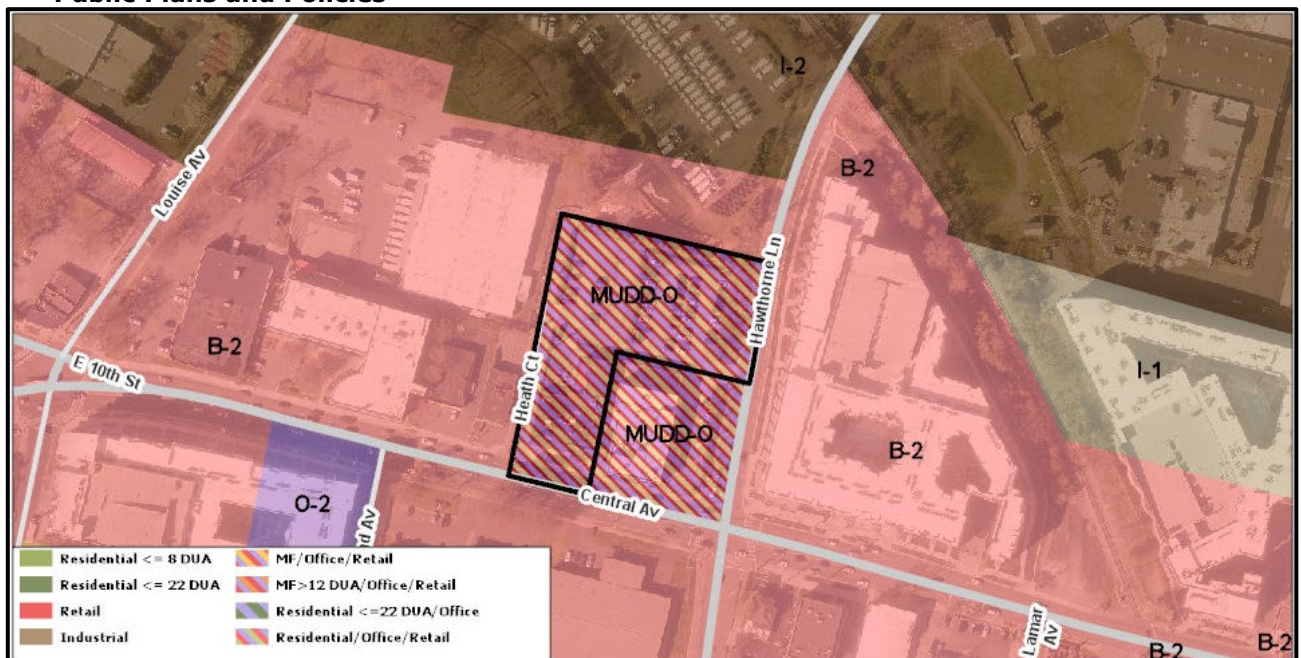 Public Plans and Policies
I-2
Louise Av
B-2
MUDD-O
Hawthorne Ln
I-1
B-2
E 10th St
Heath Ct
MUDD-O
B-2
Central Av
O-2
nd Av
Lamar Av
B-2
B-2
Residential <= 8 DUA
MF/Office/Retail
Residential <= 22 DUA
MF>12 DUA/Office/Retail
Retail
Residential <=22 DUA/Office
Industrial
Residential/Office/Retail